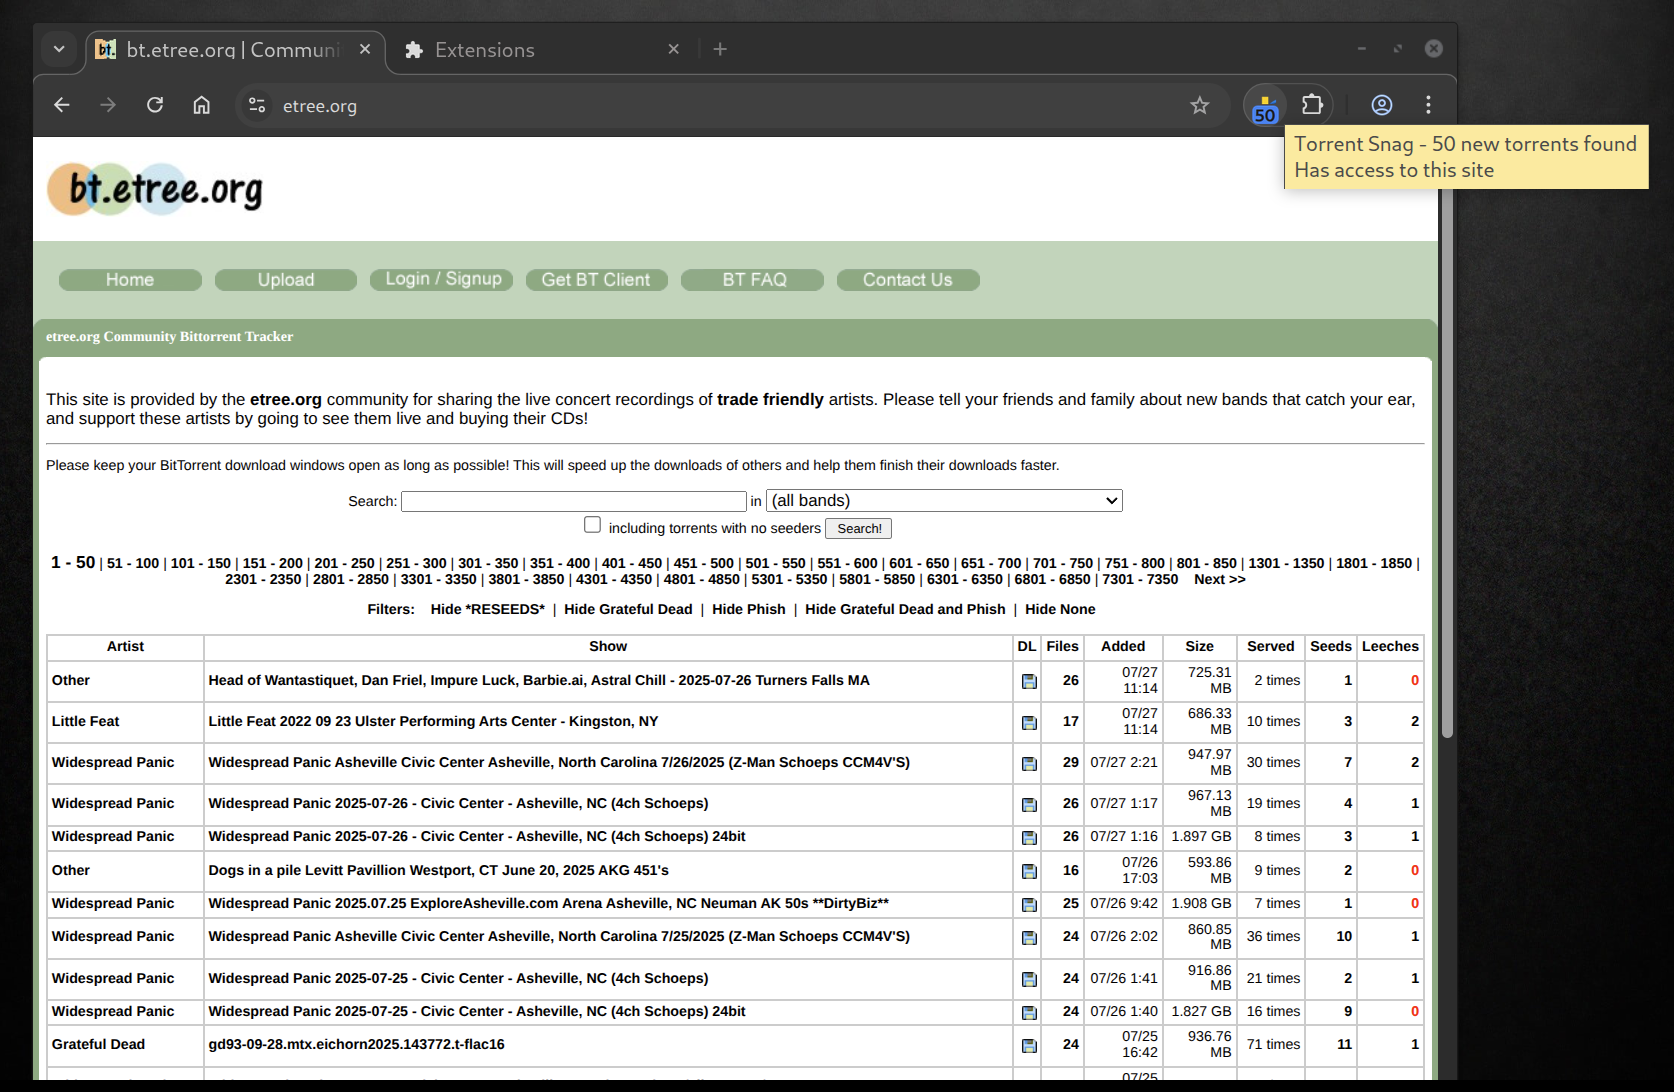 bt.etree.org | Communi
Extensions
etree.org
50
Torrent Snag - 50 new torrents found
Has access to this site
bt.etree.org
Home Upload Login / Signup Get BT Client BT FAQ Contact Us
etree.org Community Bittorrent Tracker
This site is provided by the etree.org community for sharing the live concert recordings of trade friendly artists. Please tell your friends and family about new bands that catch your ear,
and support these artists by going to see them live and buying their CDs!
Please keep your BitTorrent download windows open as long as possible! This will speed up the downloads of others and help them finish their downloads faster.
Search: in (all bands)
including torrents with no seeders Search!
1 - 50 | 51 - 100 | 101 - 150 | 151 - 200 | 201 - 250 | 251 - 300 | 301 - 350 | 351 - 400 | 401 - 450 | 451 - 500 | 501 - 550 | 551 - 600 | 601 - 650 | 651 - 700 | 701 - 750 | 751 - 800 | 801 - 850 | 1301 - 1350 | 1801 - 1850 |
2301 - 2350 | 2801 - 2850 | 3301 - 3350 | 3801 - 3850 | 4301 - 4350 | 4801 - 4850 | 5301 - 5350 | 5801 - 5850 | 6301 - 6350 | 6801 - 6850 | 7301 - 7350 Next >>
Filters: Hide *RESEEDS* | Hide Grateful Dead | Hide Phish | Hide Grateful Dead and Phish | Hide None
Artist Show DL Files Added Size Served Seeds Leeches
Other Head of Wantastiquet, Dan Friel, Impure Luck, Barbie.ai, Astral Chill - 2025-07-26 Turners Falls MA 26 07/27 11:14 725.31 MB 2 times 1 0
Little Feat Little Feat 2022 09 23 Ulster Performing Arts Center - Kingston, NY 17 07/27 11:14 686.33 MB 10 times 3 2
Widespread Panic Widespread Panic Asheville Civic Center Asheville, North Carolina 7/26/2025 (Z-Man Schoeps CCM4V'S) 29 07/27 2:21 947.97 MB 30 times 7 2
Widespread Panic Widespread Panic 2025-07-26 - Civic Center - Asheville, NC (4ch Schoeps) 26 07/27 1:17 967.13 MB 19 times 4 1
Widespread Panic Widespread Panic 2025-07-26 - Civic Center - Asheville, NC (4ch Schoeps) 24bit 26 07/27 1:16 1.897 GB 8 times 3 1
Other Dogs in a pile Levitt Pavillion Westport, CT June 20, 2025 AKG 451's 16 07/26 17:03 593.86 MB 9 times 2 0
Widespread Panic Widespread Panic 2025.07.25 ExploreAsheville.com Arena Asheville, NC Neuman AK 50s **DirtyBiz** 25 07/26 9:42 1.908 GB 7 times 1 0
Widespread Panic Widespread Panic Asheville Civic Center Asheville, North Carolina 7/25/2025 (Z-Man Schoeps CCM4V'S) 24 07/26 2:02 860.85 MB 36 times 10 1
Widespread Panic Widespread Panic 2025-07-25 - Civic Center - Asheville, NC (4ch Schoeps) 24 07/26 1:41 916.86 MB 21 times 2 1
Widespread Panic Widespread Panic 2025-07-25 - Civic Center - Asheville, NC (4ch Schoeps) 24bit 24 07/26 1:40 1.827 GB 16 times 9 0
Grateful Dead gd93-09-28.mtx.eichorn2025.143772.t-flac16 24 07/25 16:42 936.76 MB 71 times 11 1
07/25